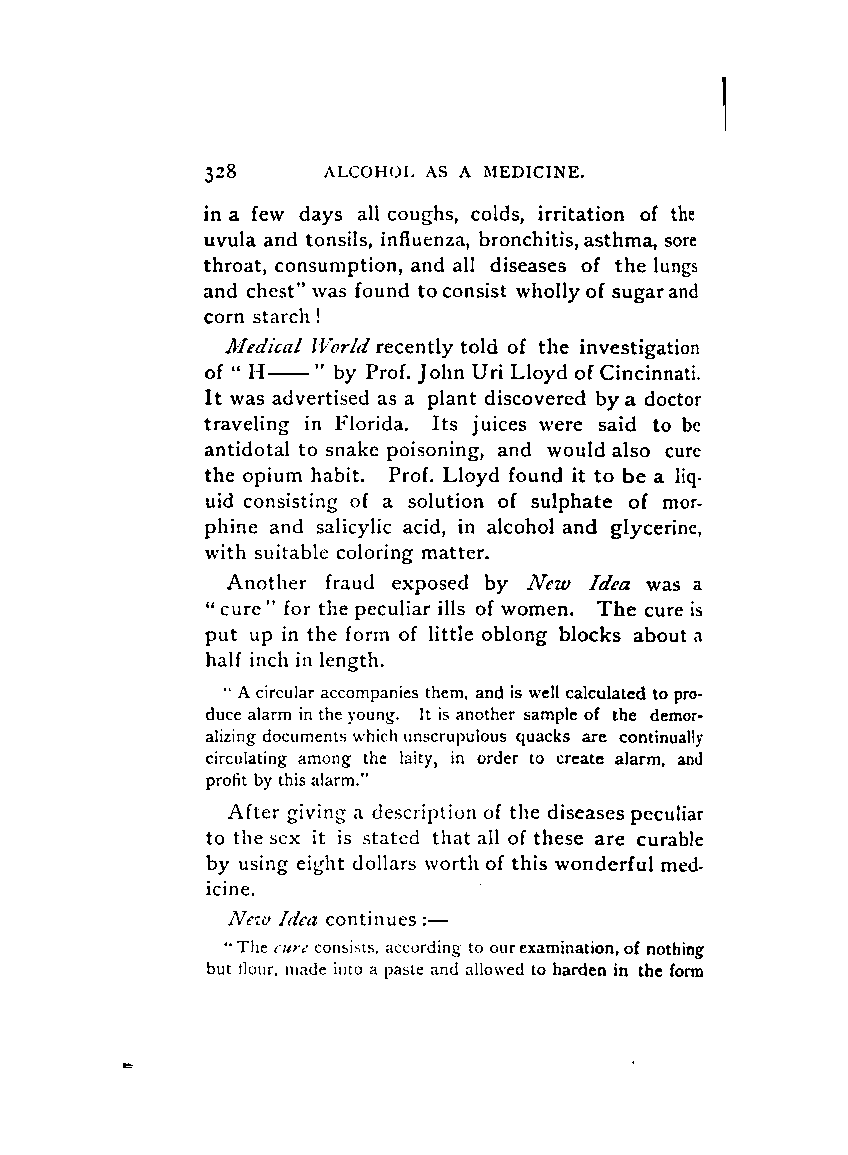 328 ALCOHOL AS A MEDICINE.
in a few days all coughs, colds, irritation of the
uvula and tonsils, influenza, bronchitis, asthma, sore
throat, consumption, and all diseases of the lungs
and chest" was found to consist wholly of sugar and
corn starch !
Medical World recently told of the investigation
of " H—— " by Prof. John Uri Lloyd of Cincinnati.
It was advertised as a plant discovered by a doctor
traveling in Florida. Its juices were said to be
antidotal to snake poisoning, and would also cure
the opium habit. Prof. Lloyd found it to be a liq-
uid consisting of a solution of sulphate of mor-
phine and salicylic acid, in alcohol and glycerine,
with suitable coloring matter.
Another fraud exposed by New Idea was a
" cure " for the peculiar ills of women. The cure is
put up in the form of little oblong blocks about a
half inch in length.
" A circular accompanies them, and is well calculated to pro-
duce alarm in the young. It is another sample of the demor-
alizing documents which unscrupulous quacks are continually
circulating among the laity, in order to create alarm, and
profit by this alarm."
After giving a description of the diseases peculiar
to the sex it is stated that all of these are curable
by using eight dollars worth of this wonderful med-
icine.
New Idea continues :—
" The cure consists, according to our examination, of nothing
but flour, made into a paste and allowed to harden in the form